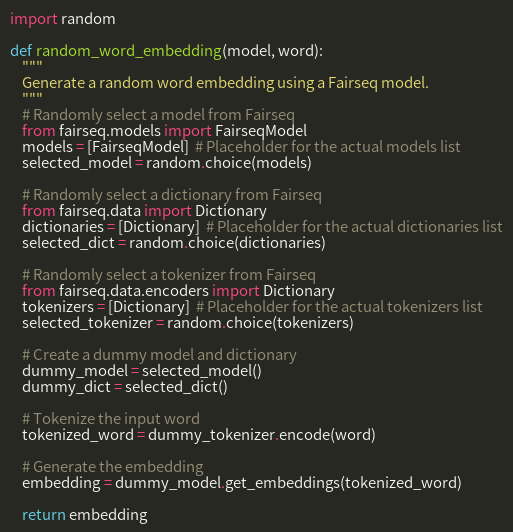 import random

def random_word_embedding(model, word):
    """
    Generate a random word embedding using a Fairseq model.
    """
    # Randomly select a model from Fairseq
    from fairseq.models import FairseqModel
    models = [FairseqModel]  # Placeholder for the actual models list
    selected_model = random.choice(models)

    # Randomly select a dictionary from Fairseq
    from fairseq.data import Dictionary
    dictionaries = [Dictionary]  # Placeholder for the actual dictionaries list
    selected_dict = random.choice(dictionaries)

    # Randomly select a tokenizer from Fairseq
    from fairseq.data.encoders import Dictionary
    tokenizers = [Dictionary]  # Placeholder for the actual tokenizers list
    selected_tokenizer = random.choice(tokenizers)

    # Create a dummy model and dictionary
    dummy_model = selected_model()
    dummy_dict = selected_dict()

    # Tokenize the input word
    tokenized_word = dummy_tokenizer.encode(word)

    # Generate the embedding
    embedding = dummy_model.get_embeddings(tokenized_word)

    return embedding